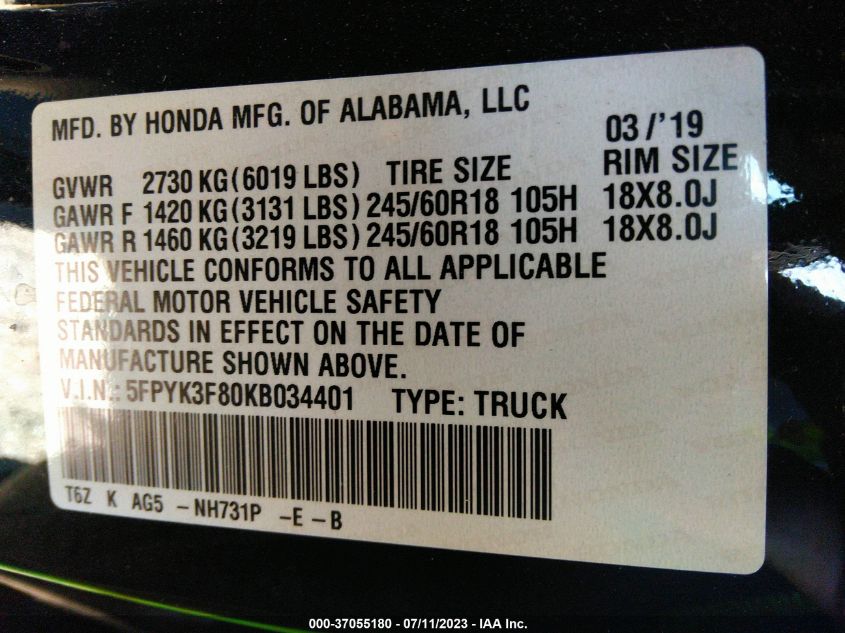 MFD. BY HONDA MFG. OF ALABAMA, LLC 03/'19
GVWR 2730 KG(6019 LBS) TIRE SIZE RIM SIZE
GAWR F 1420 KG(3131 LBS) 245/60R18 105H 18X8.0J
GAWR R 1460 KG(3219 LBS) 245/60R18 105H 18X8.0J
THIS VEHICLE CONFORMS TO ALL APPLICABLE
FEDERAL MOTOR VEHICLE SAFETY
STANDARDS IN EFFECT ON THE DATE OF
MANUFACTURE SHOWN ABOVE.
V.I.N.: 5FPYK3F80KB034401 TYPE: TRUCK
T6Z K AG5 -NH731P -E-B
000-37055180 - 07/11/2023 - IAA Inc.